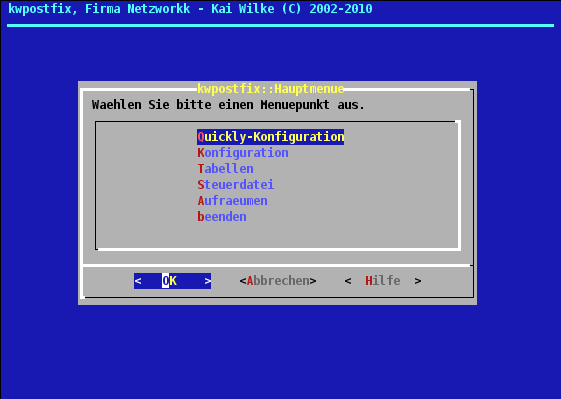 kwpostfix, Firma Netzworkk - Kai Wilke (C) 2002-2010
kwpostfix::Hauptmenue
Waehlen Sie bitte einen Menuepunkt aus.
Quickly-Konfiguration
Konfiguration
Tabellen
Steuerdatei
Aufraeumen
beenden
<   OK    >   <Abbrechen>   <  Hilfe  >